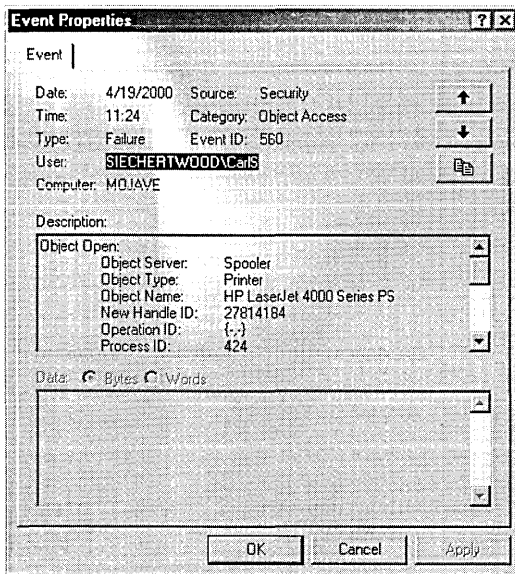 Event Properties
Event
Date: 4/19/2000 Source: Security
Time: 11:24 Category: Object Access
Type: Failure Event ID: 560
User: SIECHERTWOOD\CarlS
Computer: MOJAVE
Description:
Object Open:
Object Server: Spooler
Object Type: Printer
Object Name: HP LaserJet 4000 Series PS
New Handle ID: 27814184
Operation ID: {-,-}
Process ID: 424
Data: Bytes Words
OK Cancel Apply